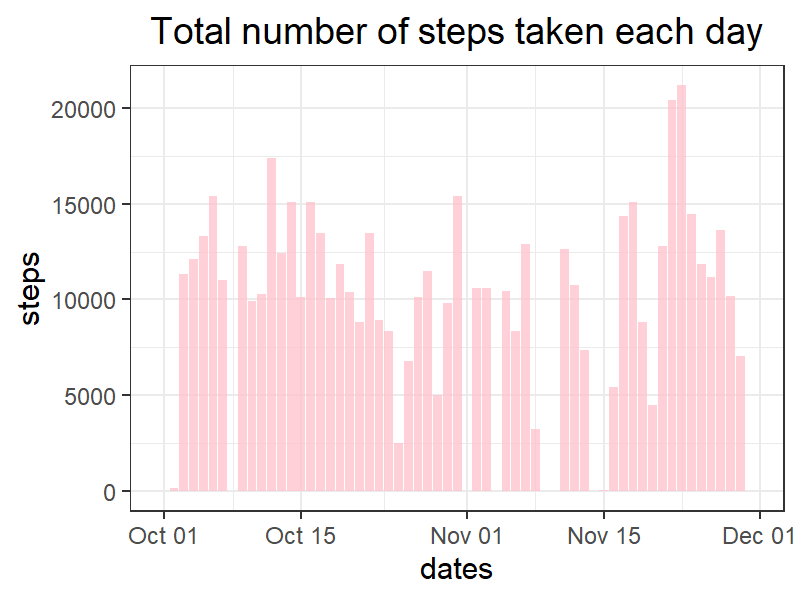 Total number of steps taken each day
steps
20000
15000
10000
5000
0
Oct 01 Oct 15 Nov 01 Nov 15 Dec 01
dates